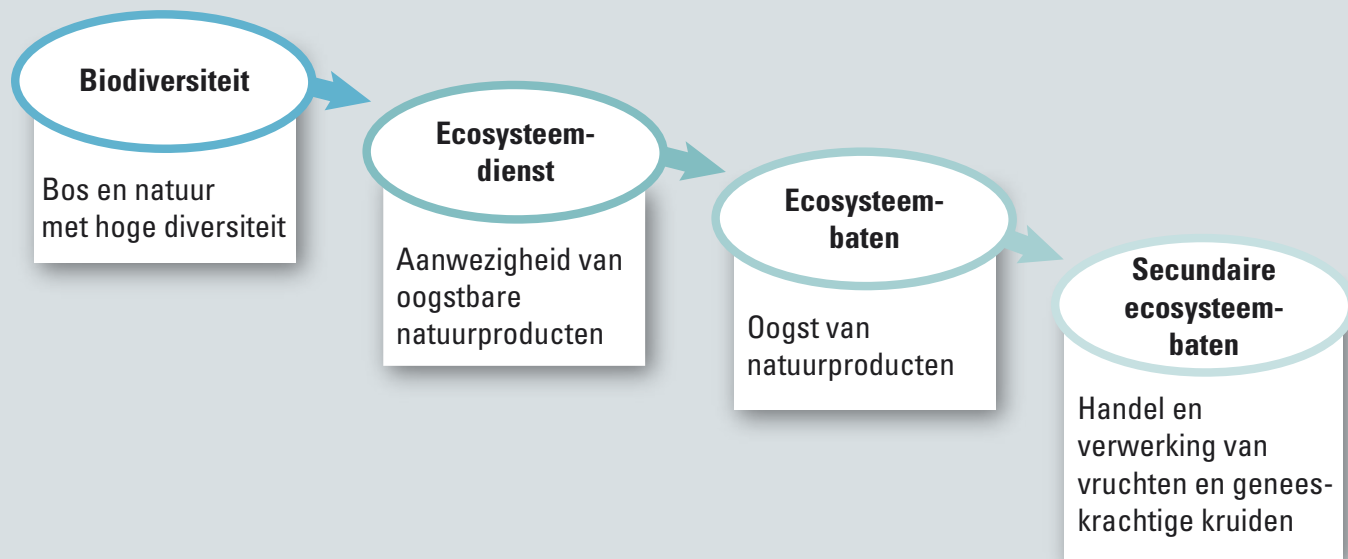 Biodiversiteit
Bos en natuur
met hoge diversiteit
Ecosysteem-
dienst
Aanwezigheid van
oogstbare
natuurproducten
Ecosysteem-
baten
Oogst van
natuurproducten
Secundaire
ecosysteem-
baten
Handel en
verwerking van
vruchten en genees-
krachtige kruiden